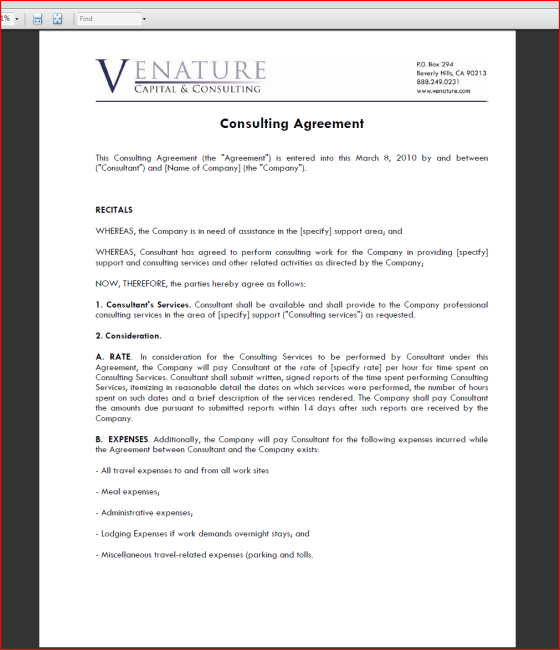 1%
Find
VENATURE
CAPITAL & CONSULTING
P.O. Box 294
Beverly Hills, CA 90213
888.249.0231
www.venature.com
Consulting Agreement
This Consulting Agreement (the "Agreement") is entered into this March 8, 2010 by and between
("Consultant") and [Name of Company] (the "Company").
RECITALS
WHEREAS, the Company is in need of assistance in the [specify] support area; and
WHEREAS, Consultant has agreed to perform consulting work for the Company in providing [specify]
support and consulting services and other related activities as directed by the Company;
NOW, THEREFORE, the parties hereby agree as follows:
1. Consultant's Services. Consultant shall be available and shall provide to the Company professional
consulting services in the area of [specify] support ("Consulting services") as requested.
2. Consideration.
A. RATE. In consideration for the Consulting Services to be performed by Consultant under this
Agreement, the Company will pay Consultant at the rate of [specify rate] per hour for time spent on
Consulting Services. Consultant shall submit written, signed reports of the time spent performing Consulting
Services, itemizing in reasonable detail the dates on which services were performed, the number of hours
spent on such dates and a brief description of the services rendered. The Company shall pay Consultant
the amounts due pursuant to submitted reports within 14 days after such reports are received by the
Company.
B. EXPENSES. Additionally, the Company will pay Consultant for the following expenses incurred while
the Agreement between Consultant and the Company exists:
- All travel expenses to and from all work sites
- Meal expenses;
- Administrative expenses;
- Lodging Expenses if work demands overnight stays; and
- Miscellaneous travel-related expenses (parking and tolls.